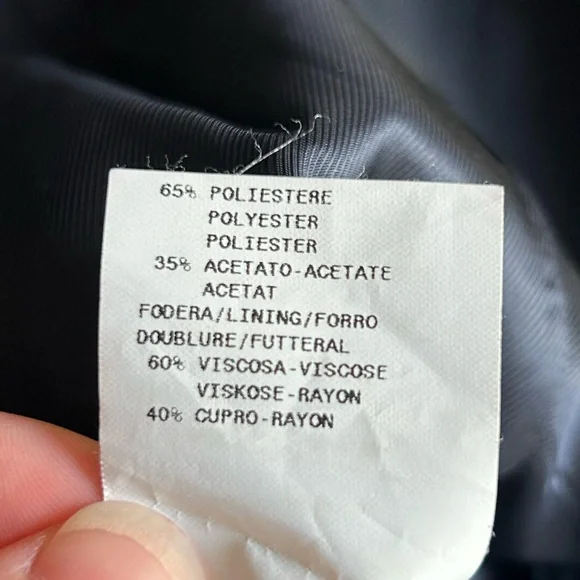 65% POLIESTERE
POLYESTER
POLIESTER
35% ACETATO-ACETATE
ACETAT
FODERA/LINING/FORRO
DOUBLURE/FUTTERAL
60% VISCOSA-VISCOSE
VISKOSE-RAYON
40% CUPRO-RAYON